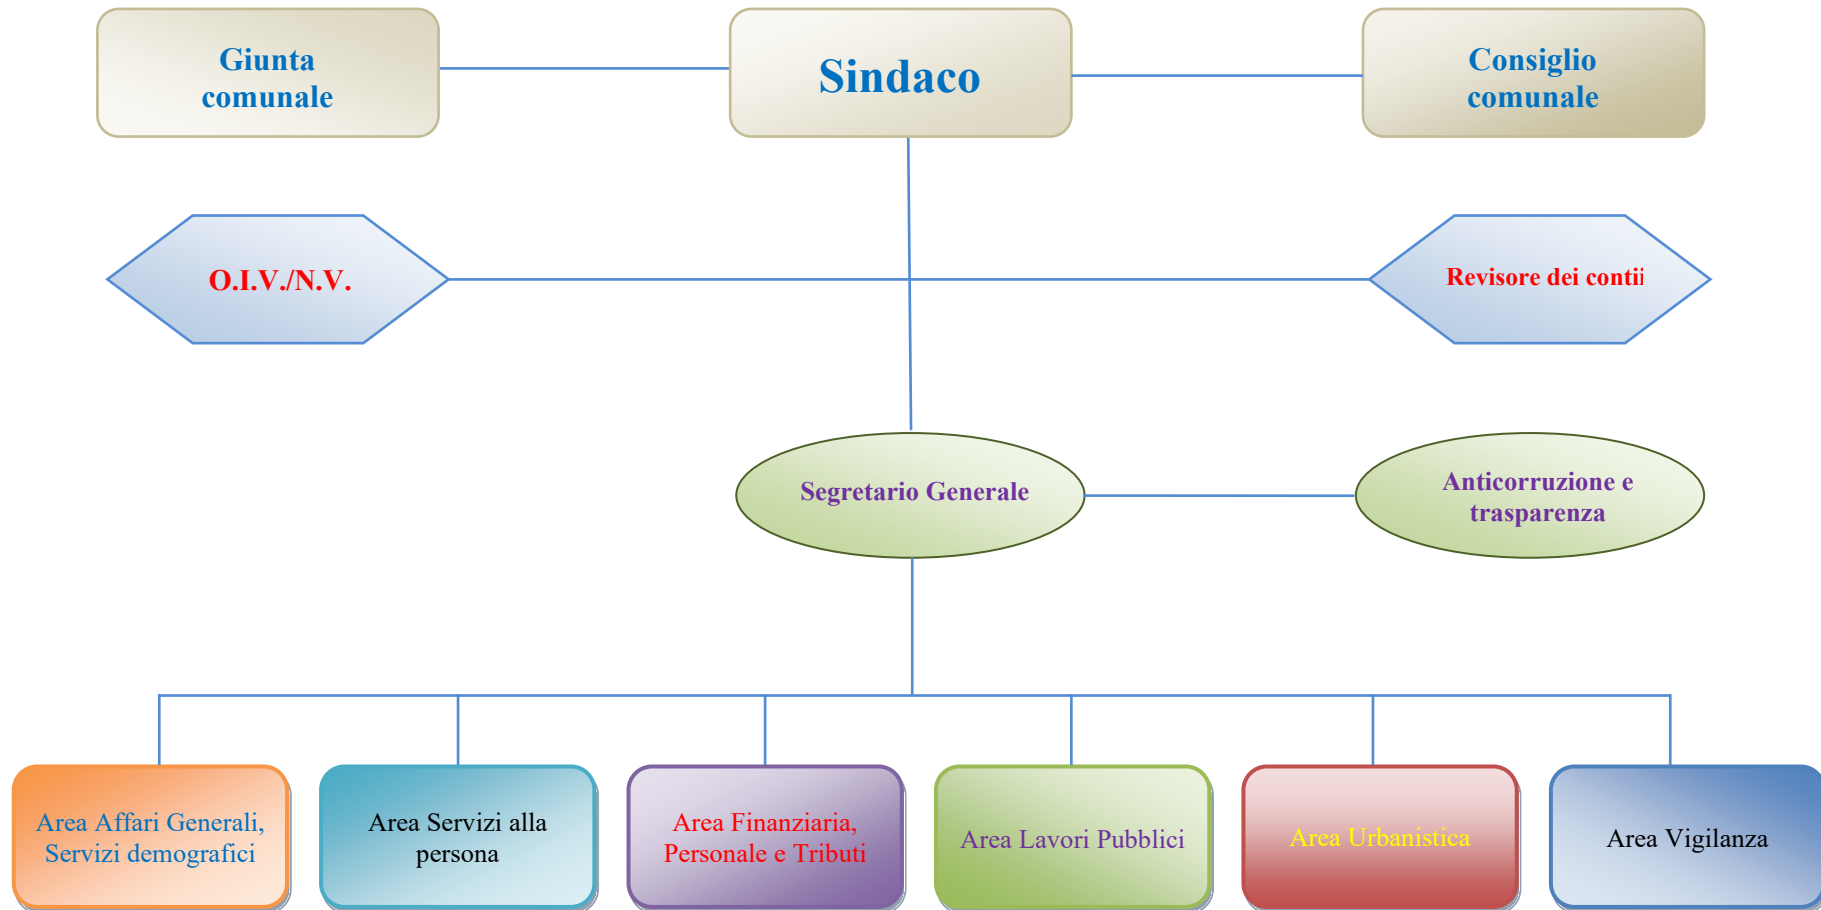 Giunta
comunale
Sindaco
Consiglio
comunale
O.I.V./N.V.
Revisore dei contii
Segretario Generale
Anticorruzione e
trasparenza
Area Affari Generali,
Servizi demografici
Area Servizi alla
persona
Area Finanziaria,
Personale e Tributi
Area Lavori Pubblici
Area Urbanistica
Area Vigilanza